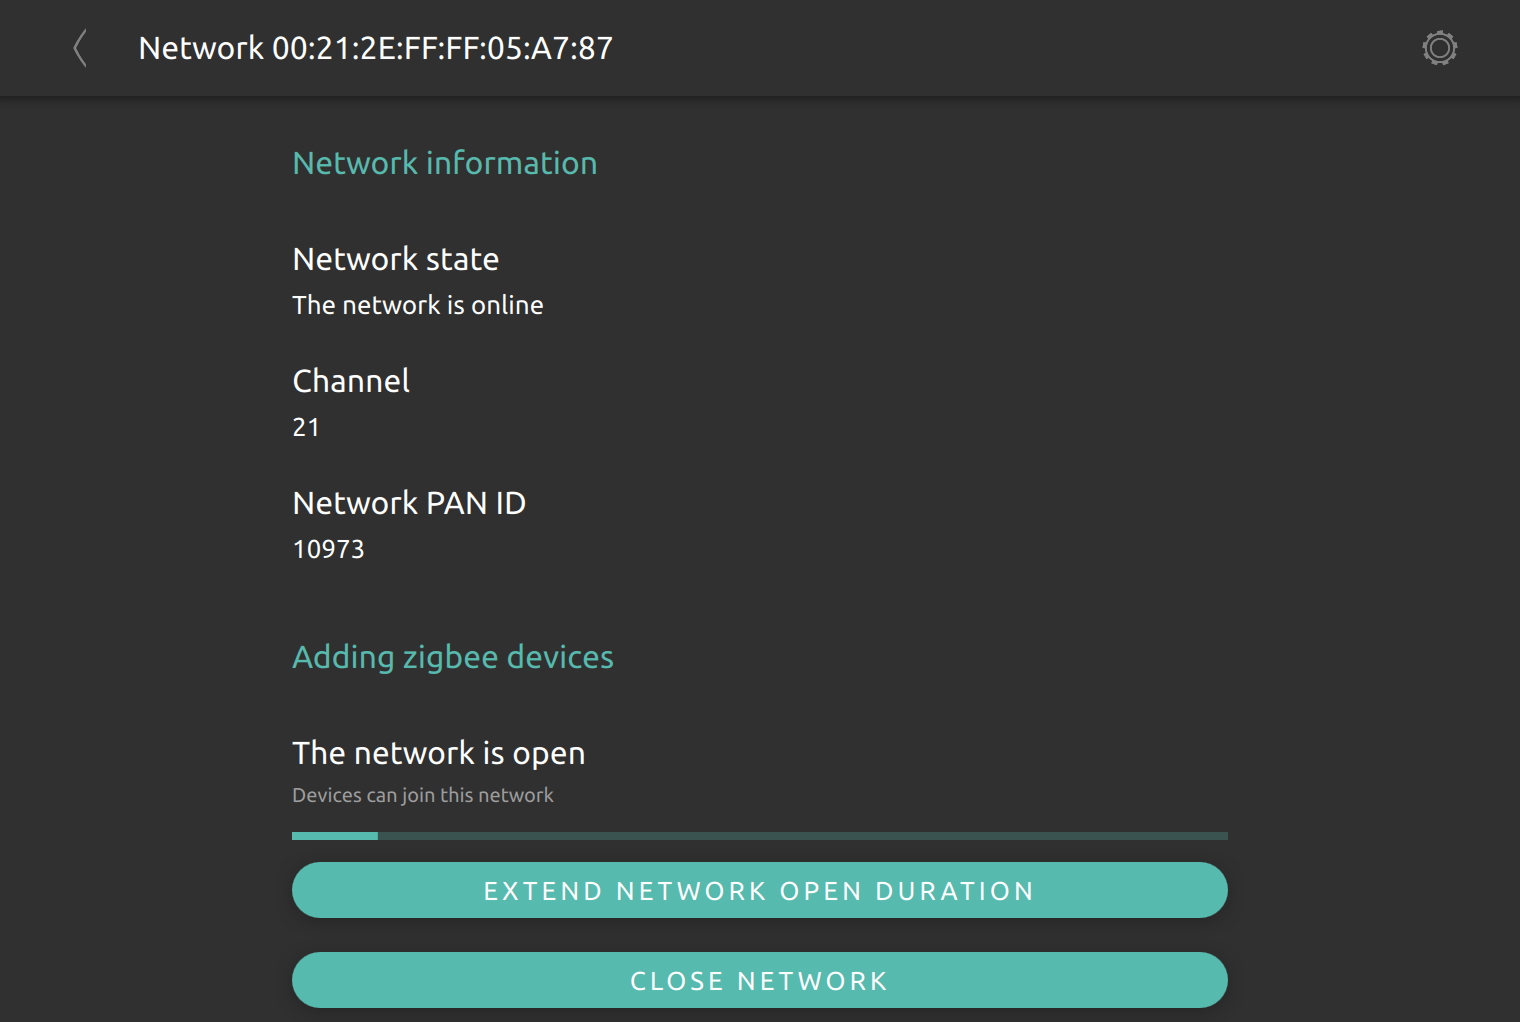 Network 00:21:2E:FF:FF:05:A7:87
Network information
Network state
The network is online
Channel
21
Network PAN ID
10973
Adding zigbee devices
The network is open
Devices can join this network
EXTEND NETWORK OPEN DURATION
CLOSE NETWORK